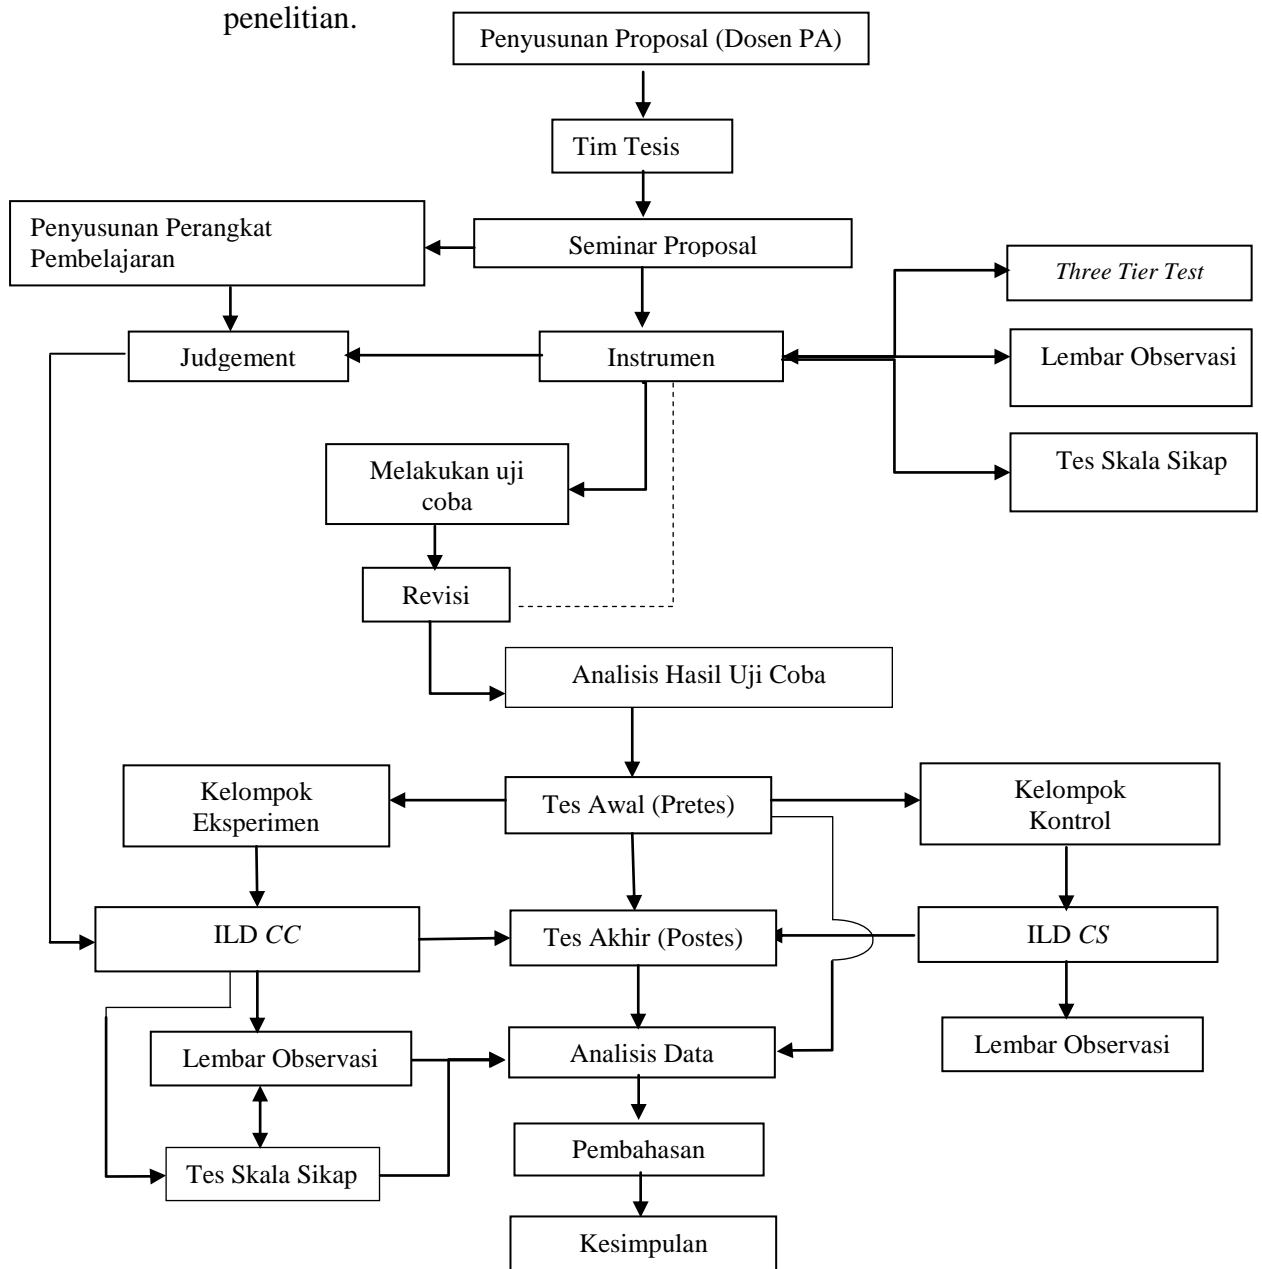 penelitian.
Penyusunan Proposal (Dosen PA)
Tim Tesis
Penyusunan Perangkat
Pembelajaran
Seminar Proposal
Three Tier Test
Judgement
Instrumen
Lembar Observasi
Melakukan uji
coba
Tes Skala Sikap
Revisi
Analisis Hasil Uji Coba
Kelompok
Eksperimen
Tes Awal (Pretes)
Kelompok
Kontrol
ILD CC
Tes Akhir (Postes)
ILD CS
Lembar Observasi
Analisis Data
Lembar Observasi
Tes Skala Sikap
Pembahasan
Kesimpulan